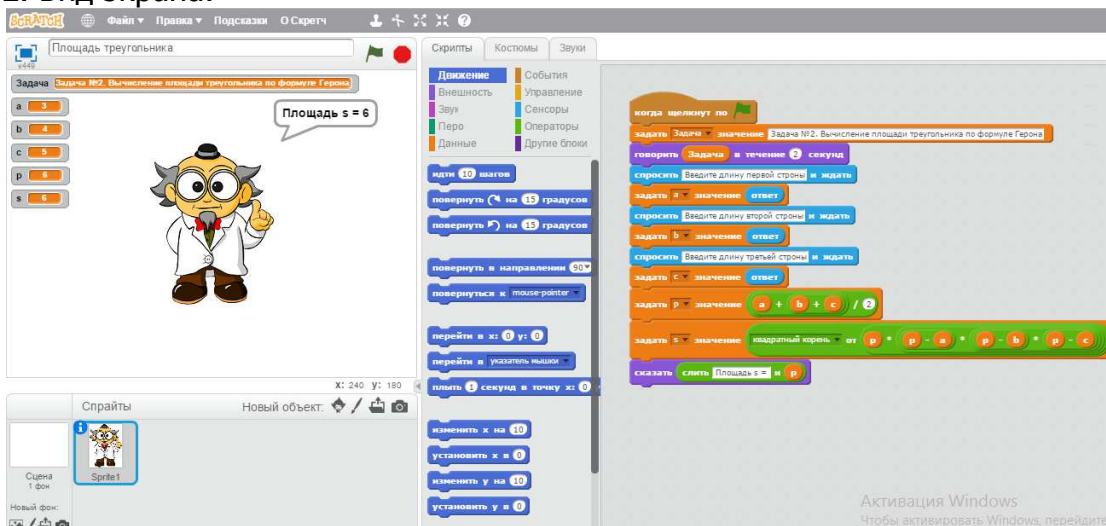 SCRATCH Файл Правка Подсказки О Скретч
Площадь треугольника
v449
Задача Задача №2. Вычисление площади треугольника по формуле Герона
a 3
b 4
c 5
p 6
s 6
Площадь s = 6
X: 240 Y: 180
Спрайты Новый объект:
Сцена
1 фон
Новый фон:
Sprite1
Скрипты Костюмы Звуки
Движение События
Внешность Управление
Звук Сенсоры
Перо Операторы
Данные Другие блоки
идти 10 шагов
повернуть на 15 градусов
повернуть на 15 градусов
повернуть в направлении 90
повернуться к mouse-pointer
перейти в x: 0 y: 0
перейти в указатель мышки
плыть 1 секунд в точку x: 0
изменить x на 10
установить x в 0
изменить y на 10
установить y в 0
когда щелкнут по
задать Задача значение Задача №2. Вычисление площади треугольника по формуле Герона
говорить Задача в течение 2 секунд
спросить Введите длину первой строны и ждать
задать a значение ответ
спросить Введите длину второй строны и ждать
задать b значение ответ
спросить Введите длину третьей строны и ждать
задать c значение ответ
задать p значение a + b + c / 2
задать s значение квадратный корень от p * p - a * p - b * p - c
сказать слить Площадь s = и p
Активация Windows
Чтобы активировать Windows, перейдите